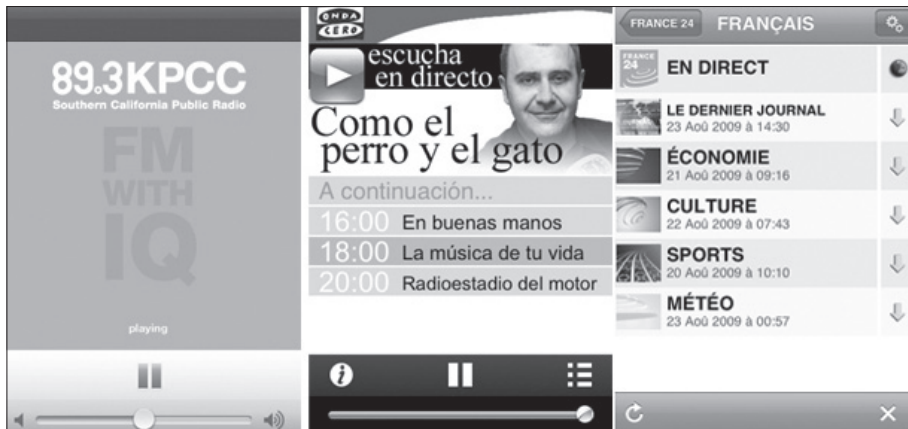 89.3KPCC
Southern California Public Radio
FM
WITH
IQ
playing
ONDA
CERO
escucha
en directo
Como el
perro y el gato
A continuación...
16:00 En buenas manos
18:00 La música de tu vida
20:00 Radioestadio del motor
FRANCE 24
FRANÇAIS
FRANCE
24
EN DIRECT
LE DERNIER JOURNAL
23 Aoû 2009 à 14:30
ÉCONOMIE
21 Aoû 2009 à 09:16
CULTURE
22 Aoû 2009 à 07:43
SPORTS
20 Aoû 2009 à 10:10
MÉTÉO
23 Aoû 2009 à 00:57